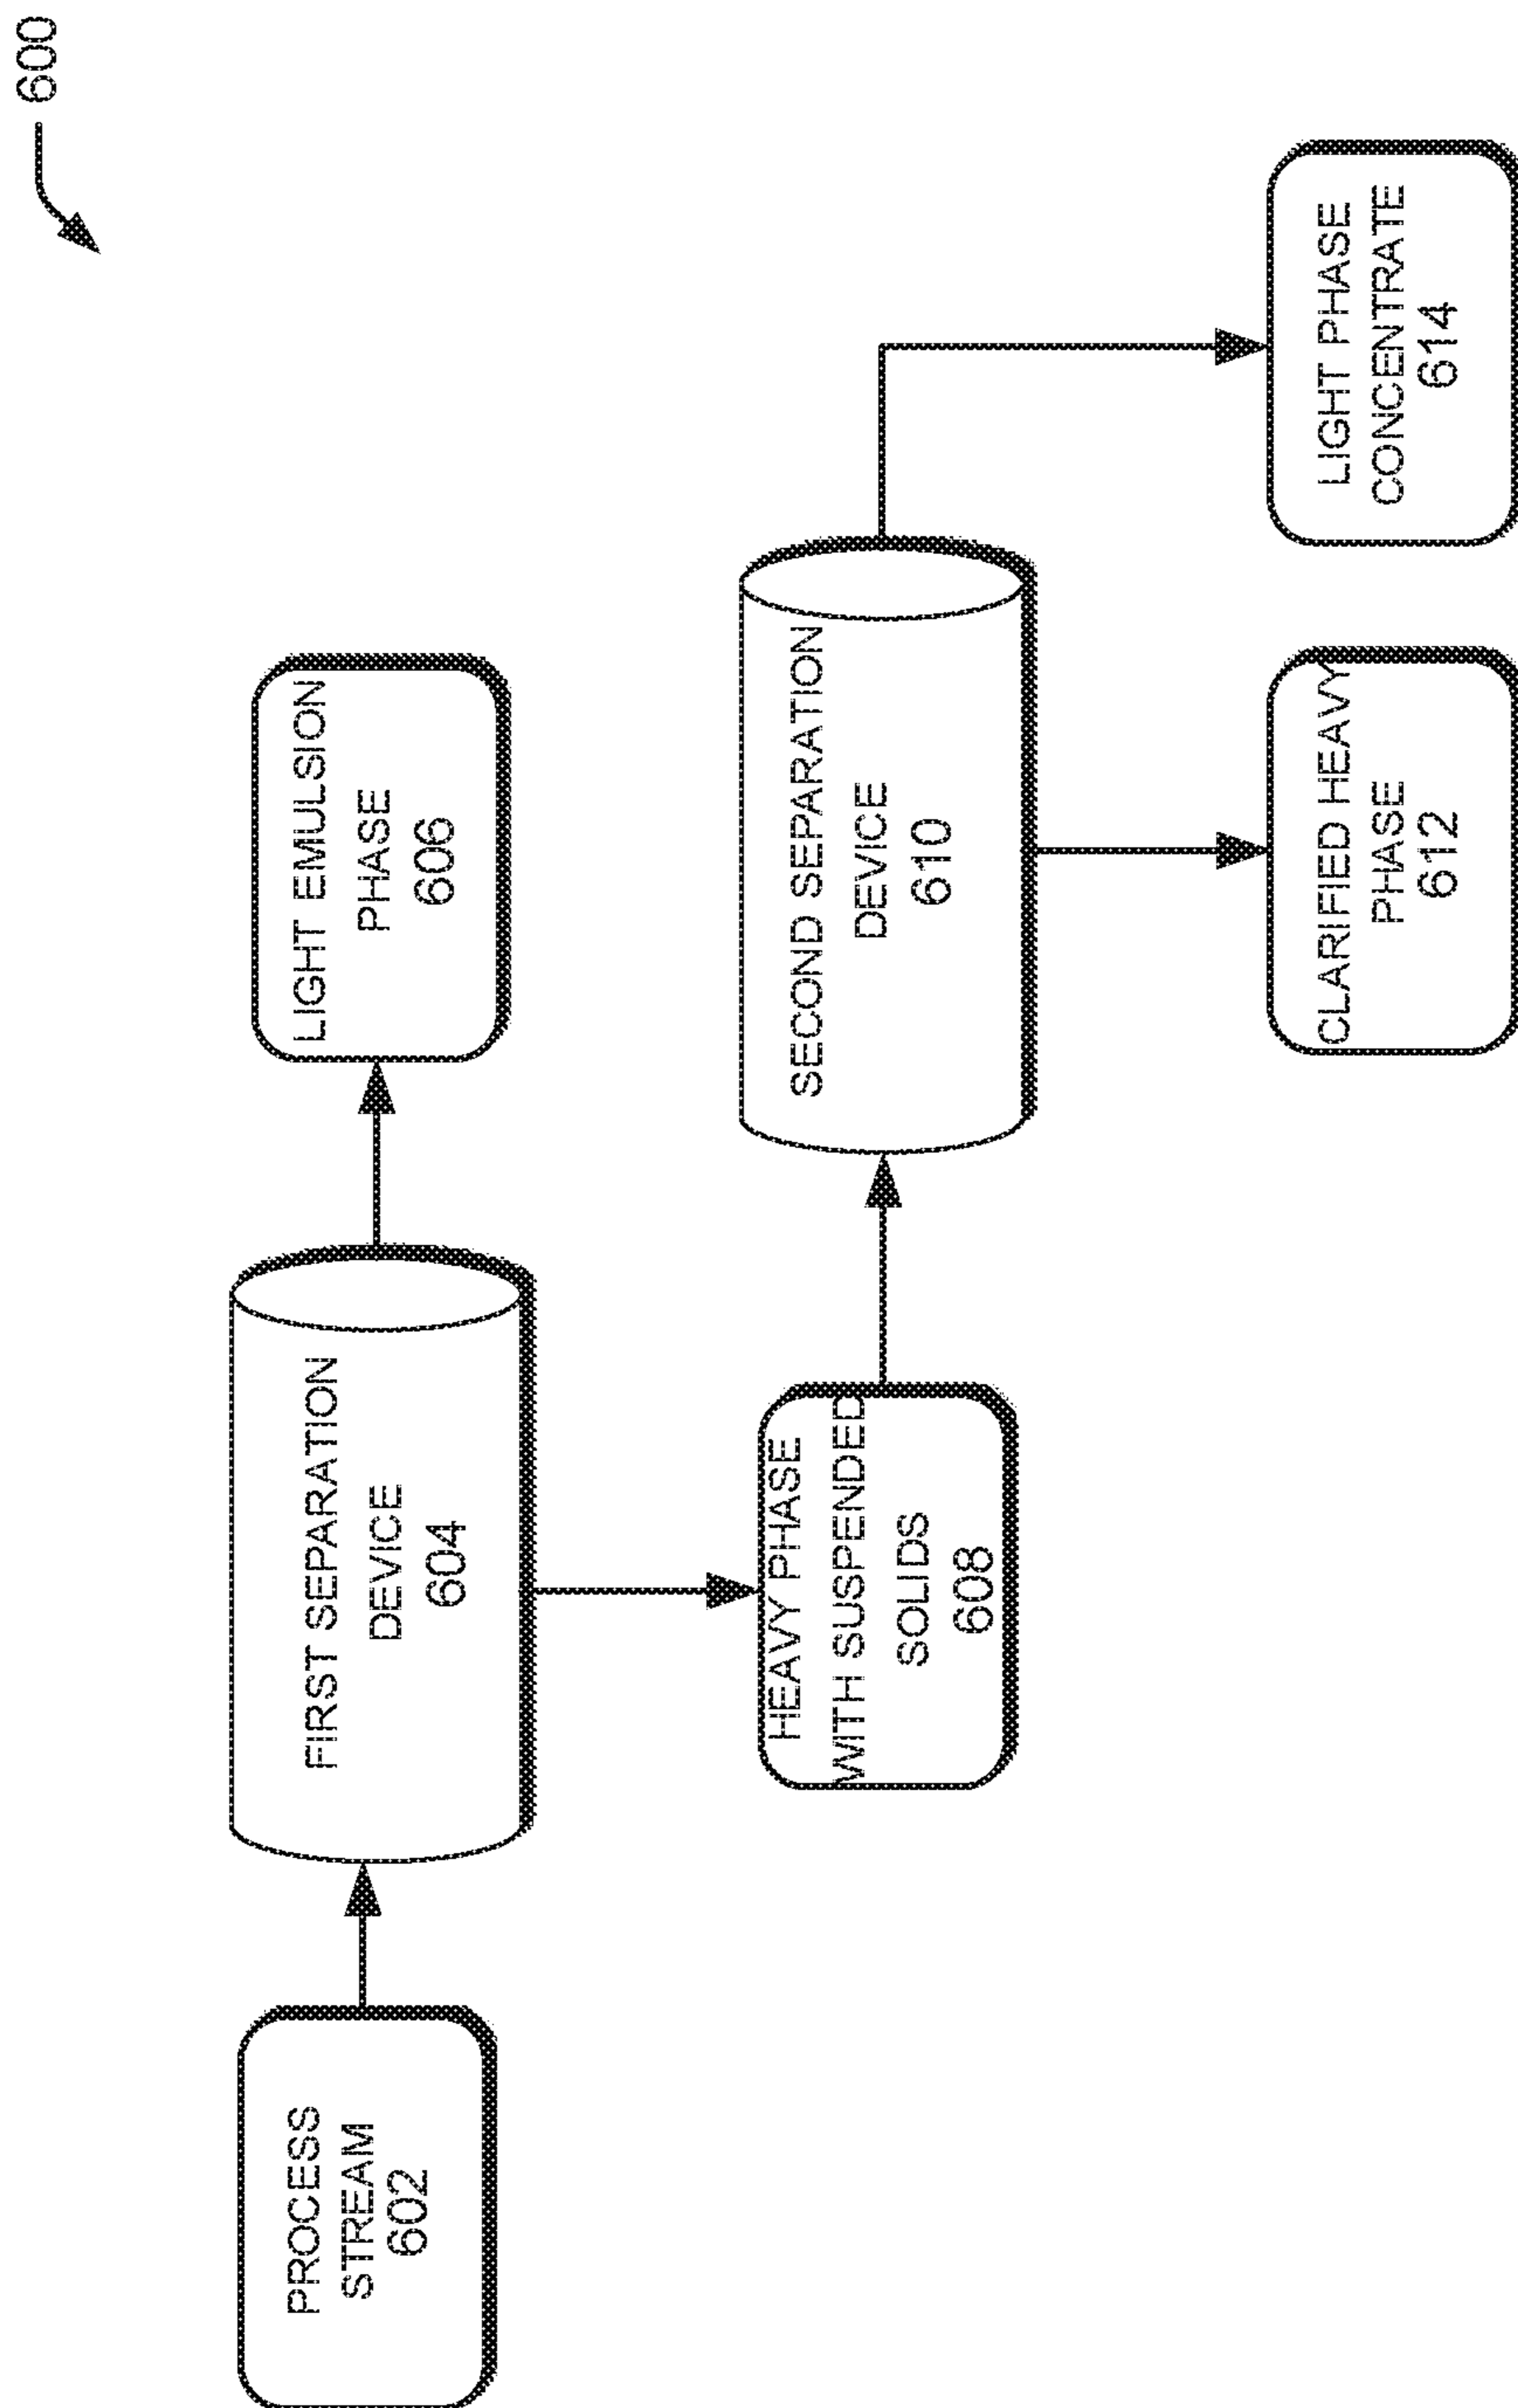 600
PROCESS
STREAM
602
FIRST SEPARATION
DEVICE
604
LIGHT EMULSION
PHASE
606
HEAVY PHASE
WITH SUSPENDED
SOLIDS
608
SECOND SEPARATION
DEVICE
610
CLARIFIED HEAVY
PHASE
612
LIGHT PHASE
CONCENTRATE
614